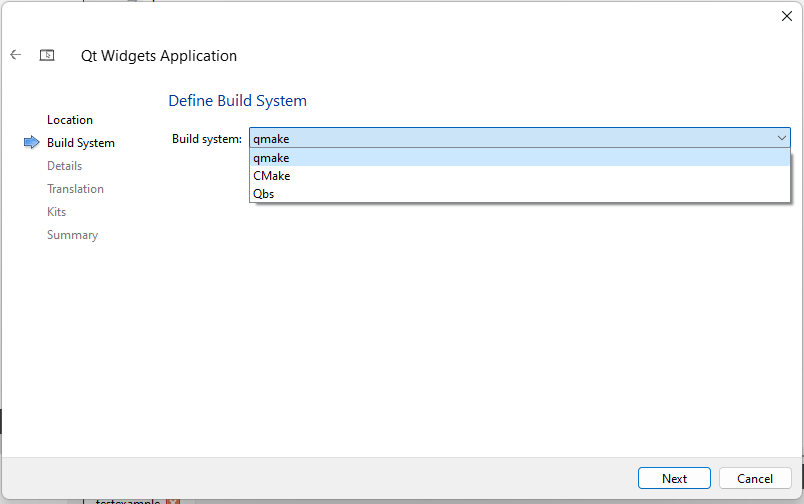 Qt Widgets Application
Define Build System
Location
Build System
Details
Translation
Kits
Summary
Build system:
qmake
qmake
CMake
Qbs
Next
Cancel
testexample